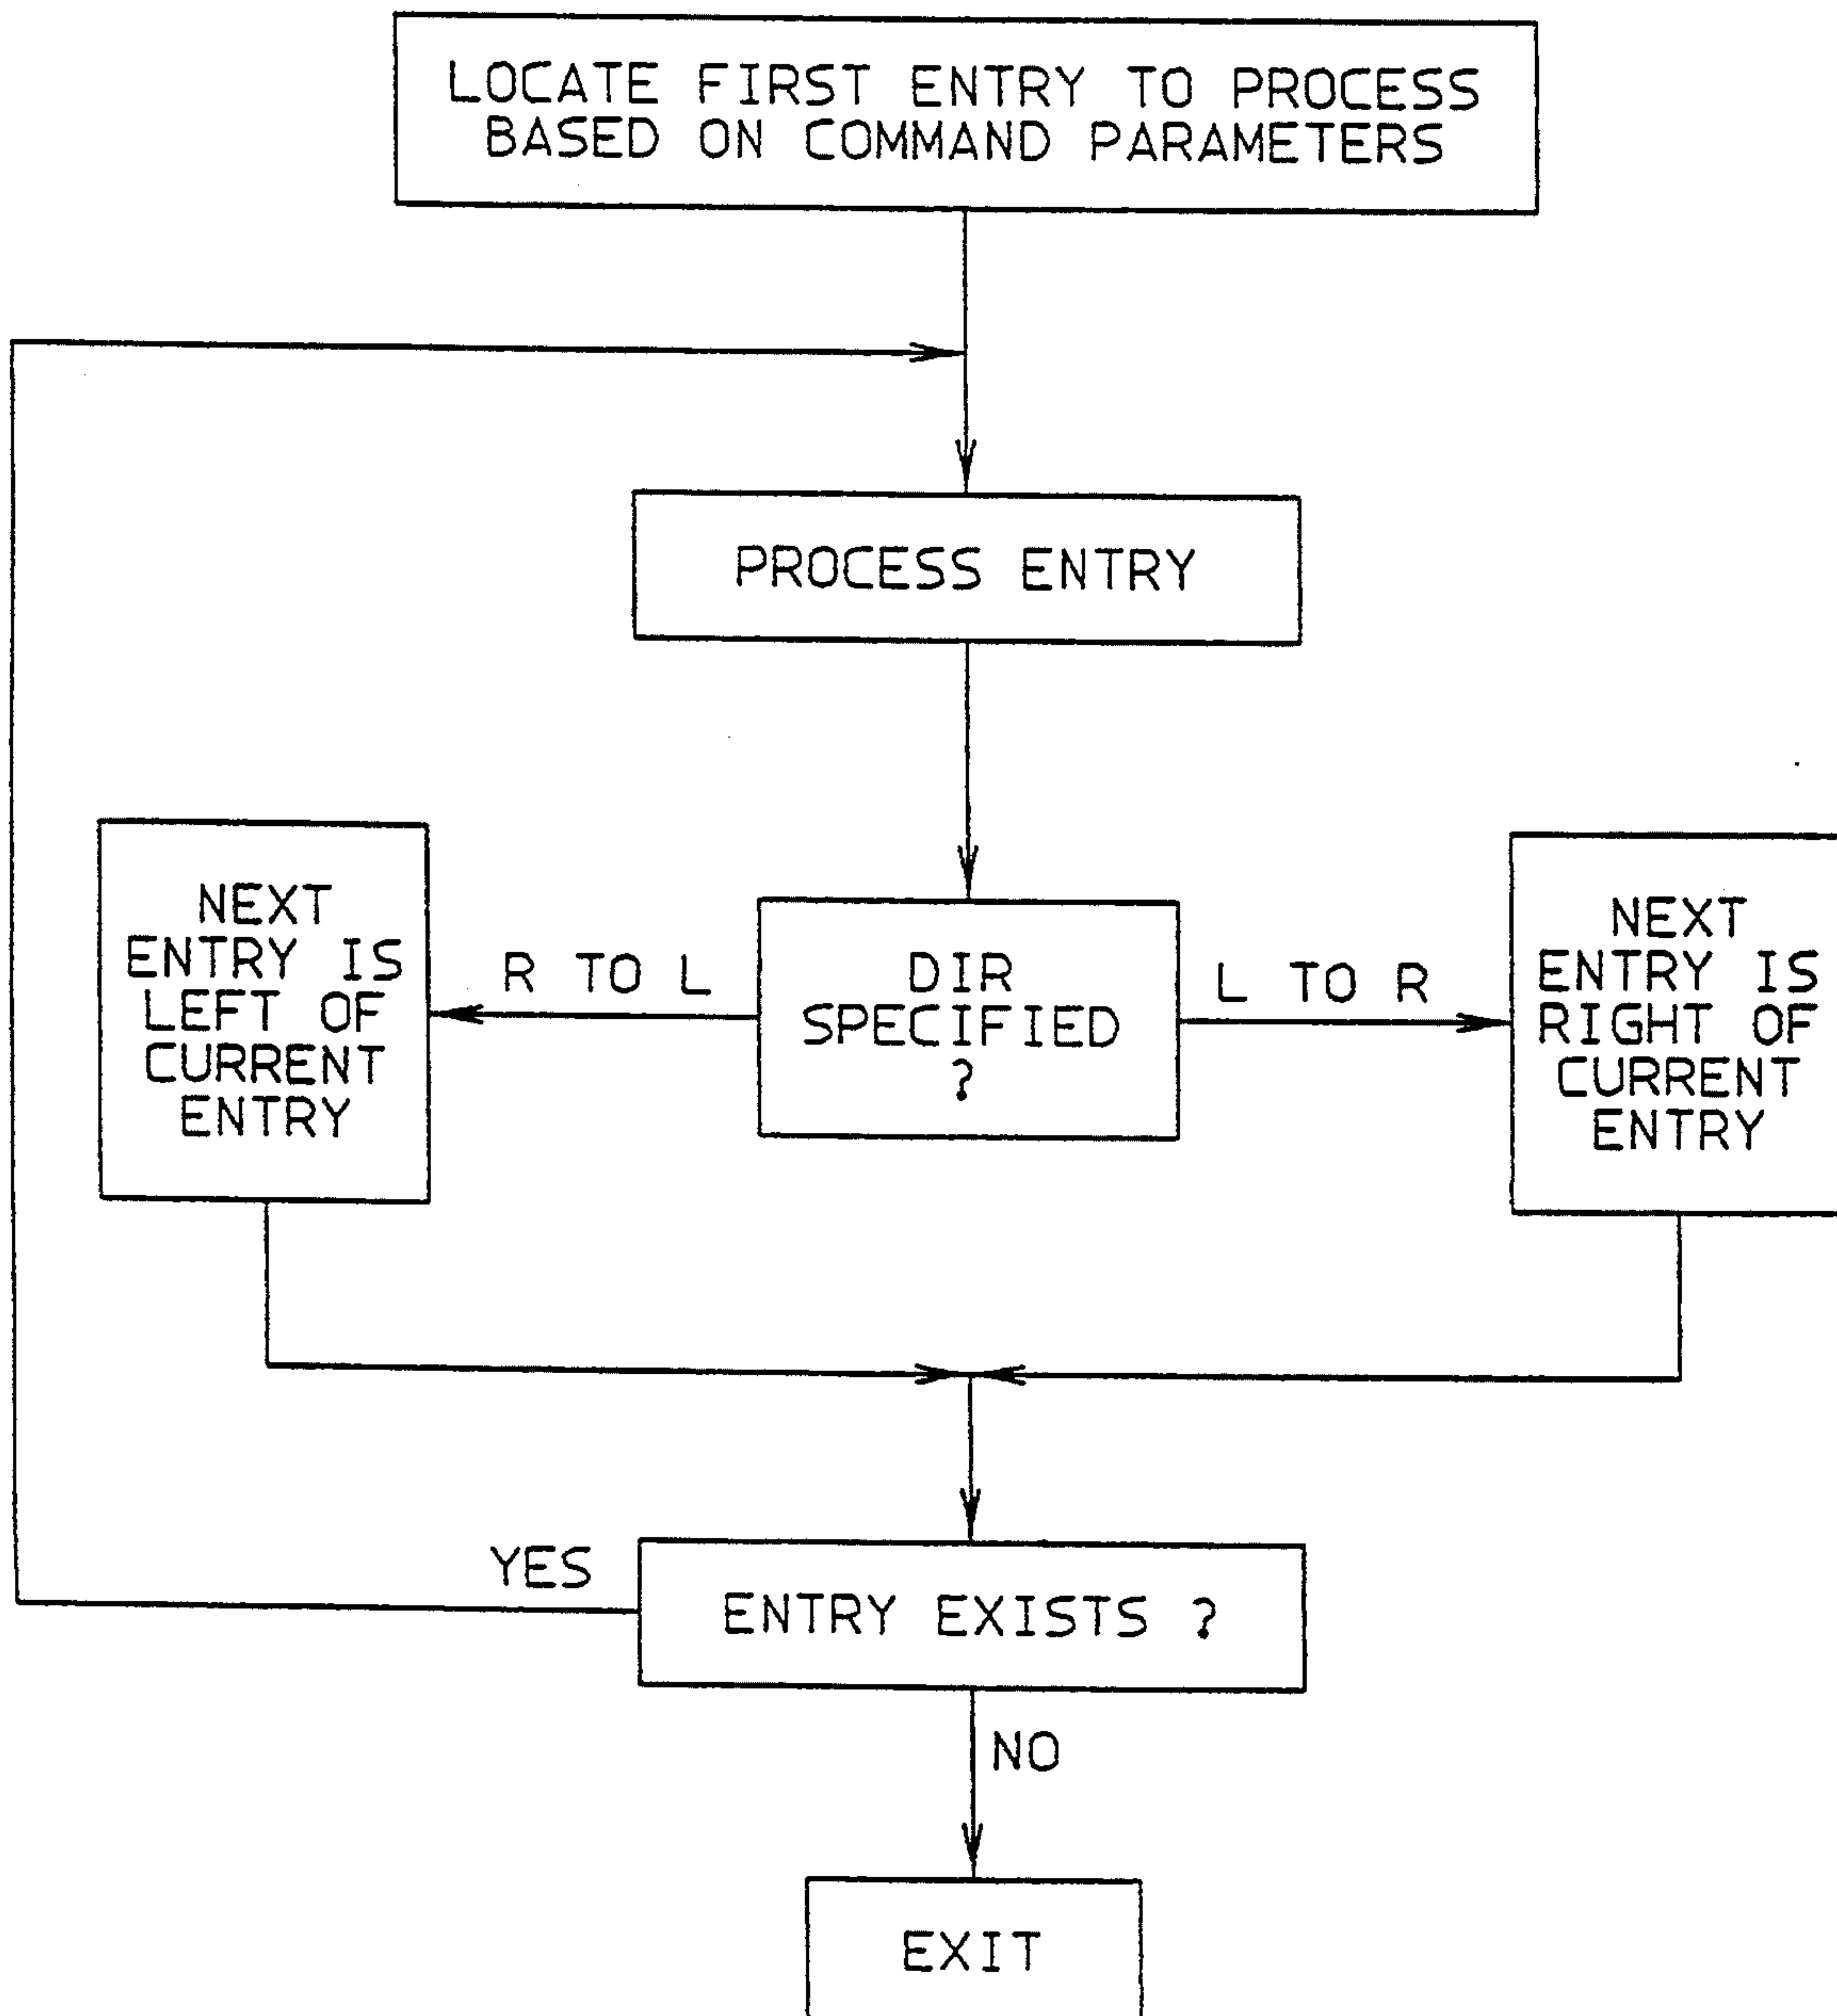 LOCATE FIRST ENTRY TO PROCESS
BASED ON COMMAND PARAMETERS
PROCESS ENTRY
NEXT
ENTRY IS
LEFT OF
CURRENT
ENTRY
R TO L
DIR
SPECIFIED
?
L TO R
NEXT
ENTRY IS
RIGHT OF
CURRENT
ENTRY
YES
ENTRY EXISTS ?
NO
EXIT